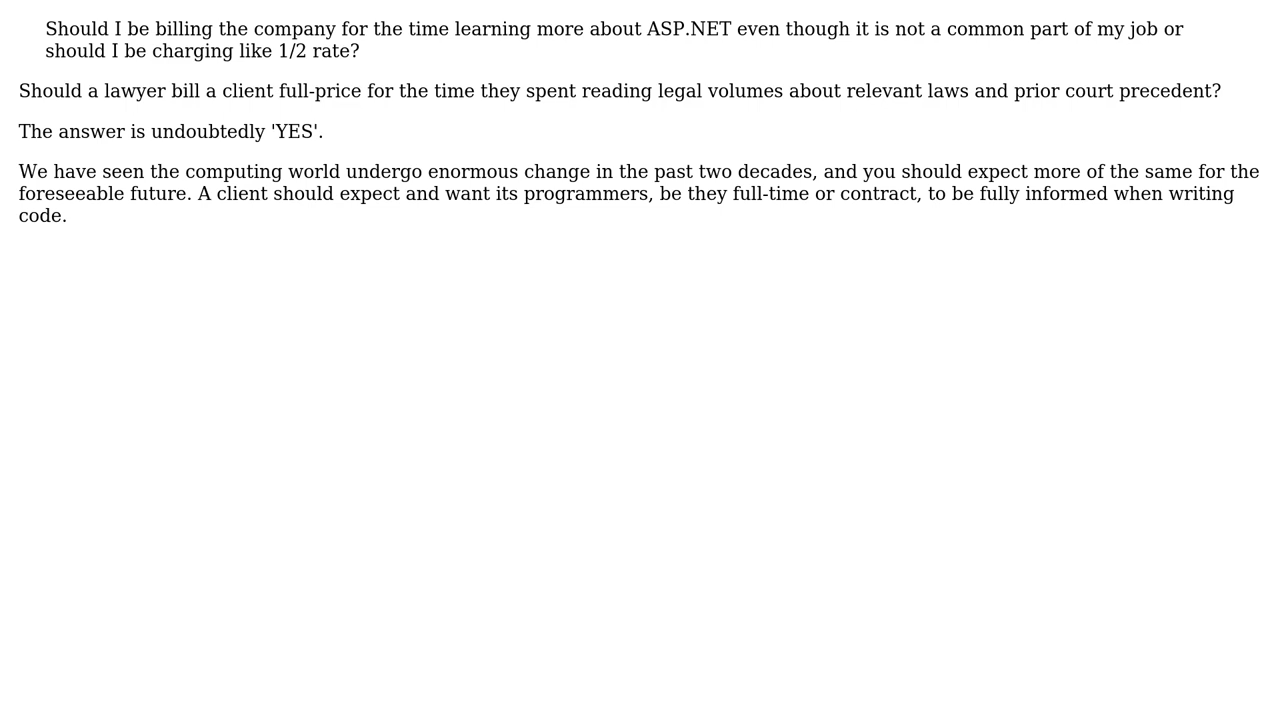 Should I be billing the company for the time learning more about ASP.NET even though it is not a common part of my job or
should I be charging like 1/2 rate?
Should a lawyer bill a client full-price for the time they spent reading legal volumes about relevant laws and prior court precedent?
The answer is undoubtedly 'YES'.
We have seen the computing world undergo enormous change in the past two decades, and you should expect more of the same for the
foreseeable future. A client should expect and want its programmers, be they full-time or contract, to be fully informed when writing
code.